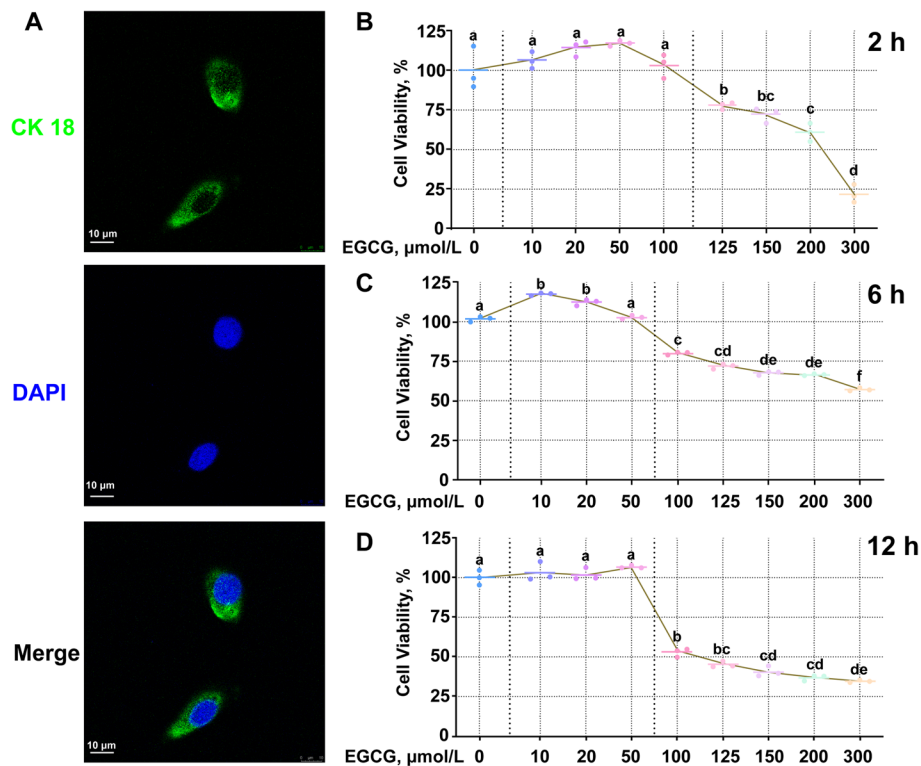 A
CK 18
10 µm
DAPI
10 µm
Merge
10 µm
B
2 h
Cell Viability, %
125
100
75
50
25
0
a a a a a b bc c d
EGCG, µmol/L 0 10 20 50 100 125 150 200 300
C
6 h
Cell Viability, %
125
100
75
50
25
0
a b b a c cd de de f
EGCG, µmol/L 0 10 20 50 100 125 150 200 300
D
12 h
Cell Viability, %
125
100
75
50
25
0
a a a a b bc cd cd de
EGCG, µmol/L 0 10 20 50 100 125 150 200 300